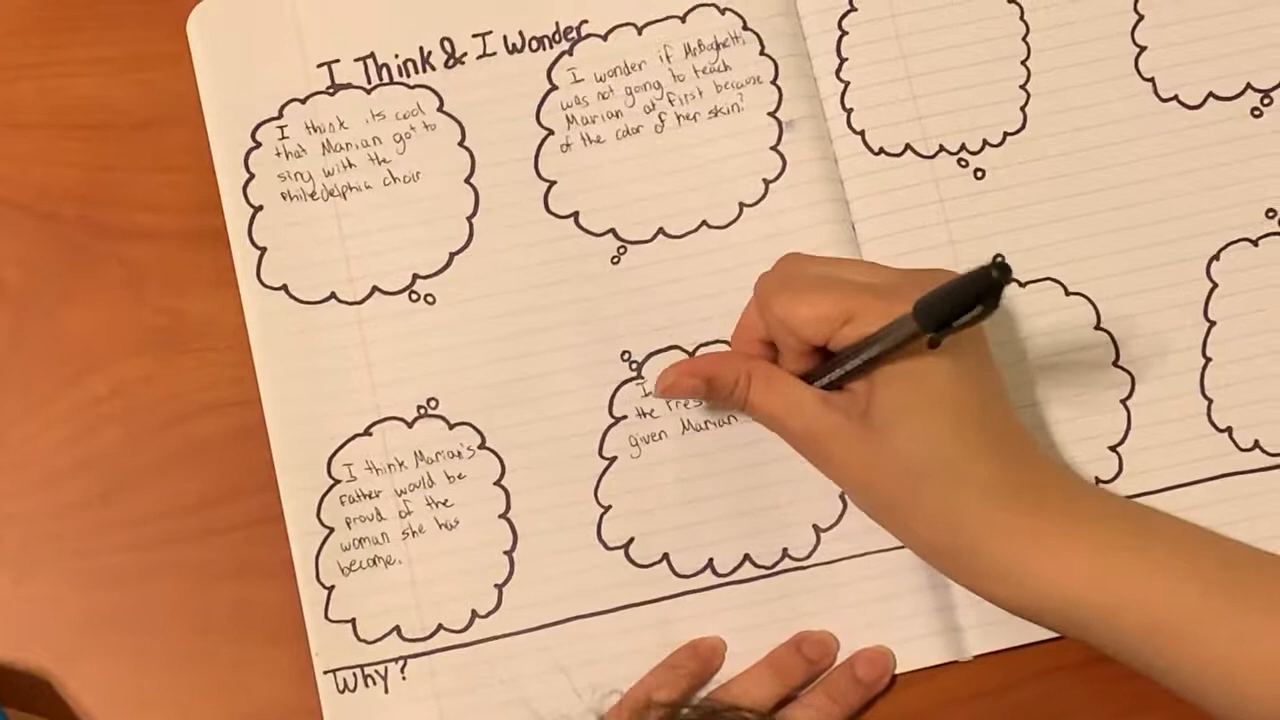 I Think & I Wonder
I think its cool
that Marian got to
sing with the
Philedelphia choir
I wonder if Mr Boghetti
was not going to teach
Marian at first because
of the color of her skin?
I think Marian's
Father would be
proud of the
woman she has
become.
I
the Pres
given Marian
Why?